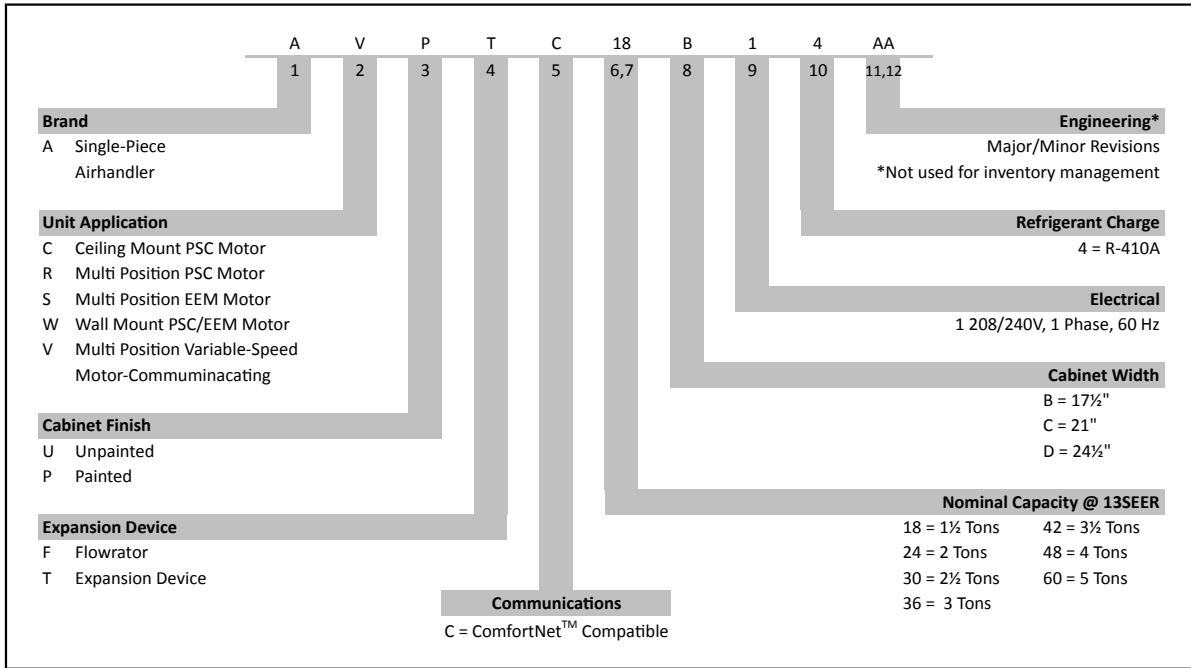 A V P T C 18 B 1 4 AA
1 2 3 4 5 6,7 8 9 10 11,12
Brand
A Single-Piece
Airhandler
Unit Application
C Ceiling Mount PSC Motor
R Multi Position PSC Motor
S Multi Position EEM Motor
W Wall Mount PSC/EEM Motor
V Multi Position Variable-Speed
Motor-Commuminacating
Cabinet Finish
U Unpainted
P Painted
Expansion Device
F Flowrator
T Expansion Device
Communications
C = ComfortNet™ Compatible
Engineering*
Major/Minor Revisions
*Not used for inventory management
Refrigerant Charge
4 = R-410A
Electrical
1 208/240V, 1 Phase, 60 Hz
Cabinet Width
B = 17½"
C = 21"
D = 24½"
Nominal Capacity @ 13SEER
18 = 1½ Tons 42 = 3½ Tons
24 = 2 Tons 48 = 4 Tons
30 = 2½ Tons 60 = 5 Tons
36 = 3 Tons